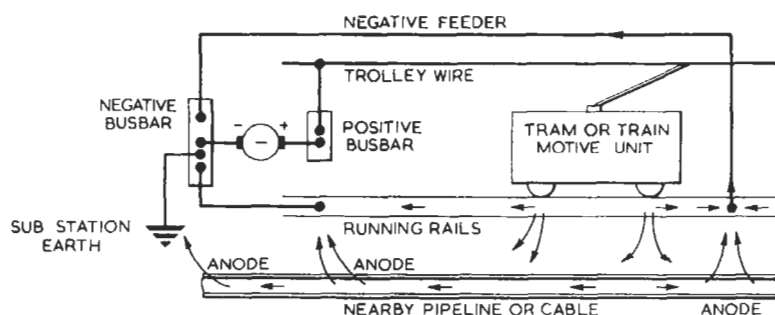 NEGATIVE FEEDER
TROLLEY WIRE
NEGATIVE
BUSBAR
- +
POSITIVE
BUSBAR
TRAM OR TRAIN
MOTIVE UNIT
SUB STATION
EARTH
RUNNING RAILS
ANODE
ANODE
NEARBY PIPELINE OR CABLE
ANODE